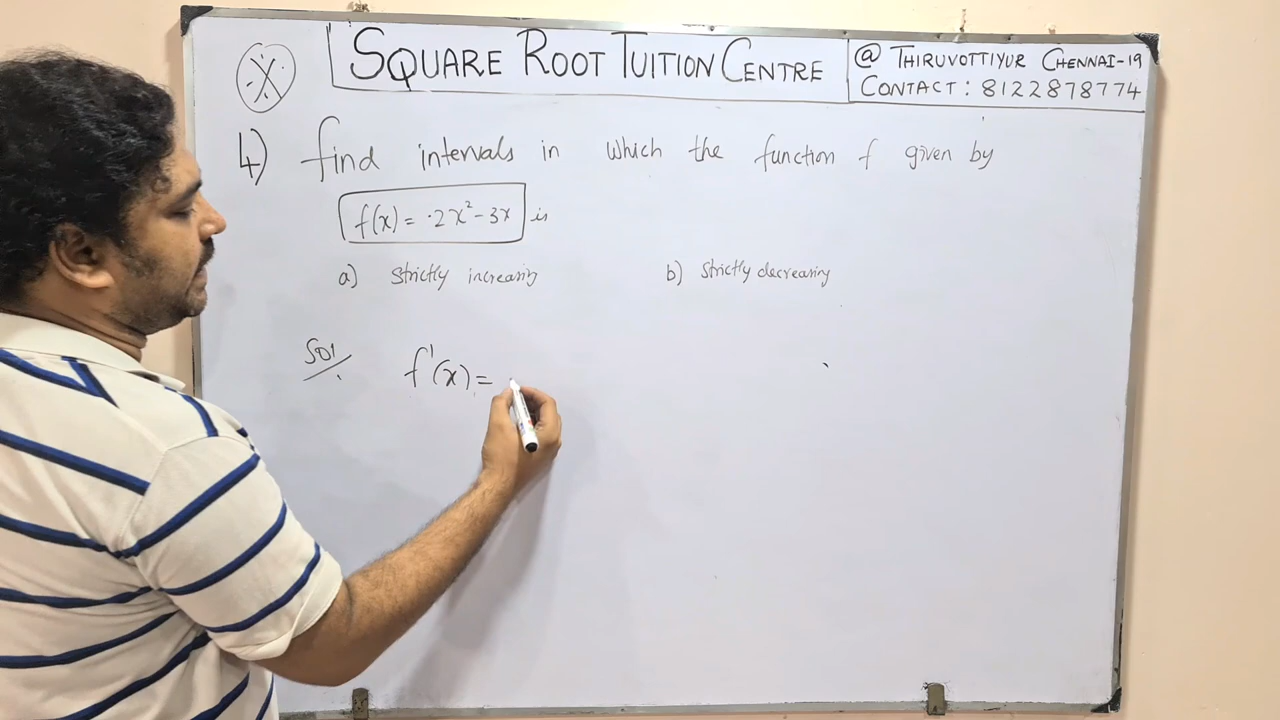 SQUARE ROOT TUITION CENTRE
@ THIRUVOTTIYUR CHENNAI-19
CONTACT : 8122878774
4) find intervals in which the function f given by
f(x) = 2x² - 3x is
a) Strictly increasing b) Strictly decreasing
Sol
f'(x) =